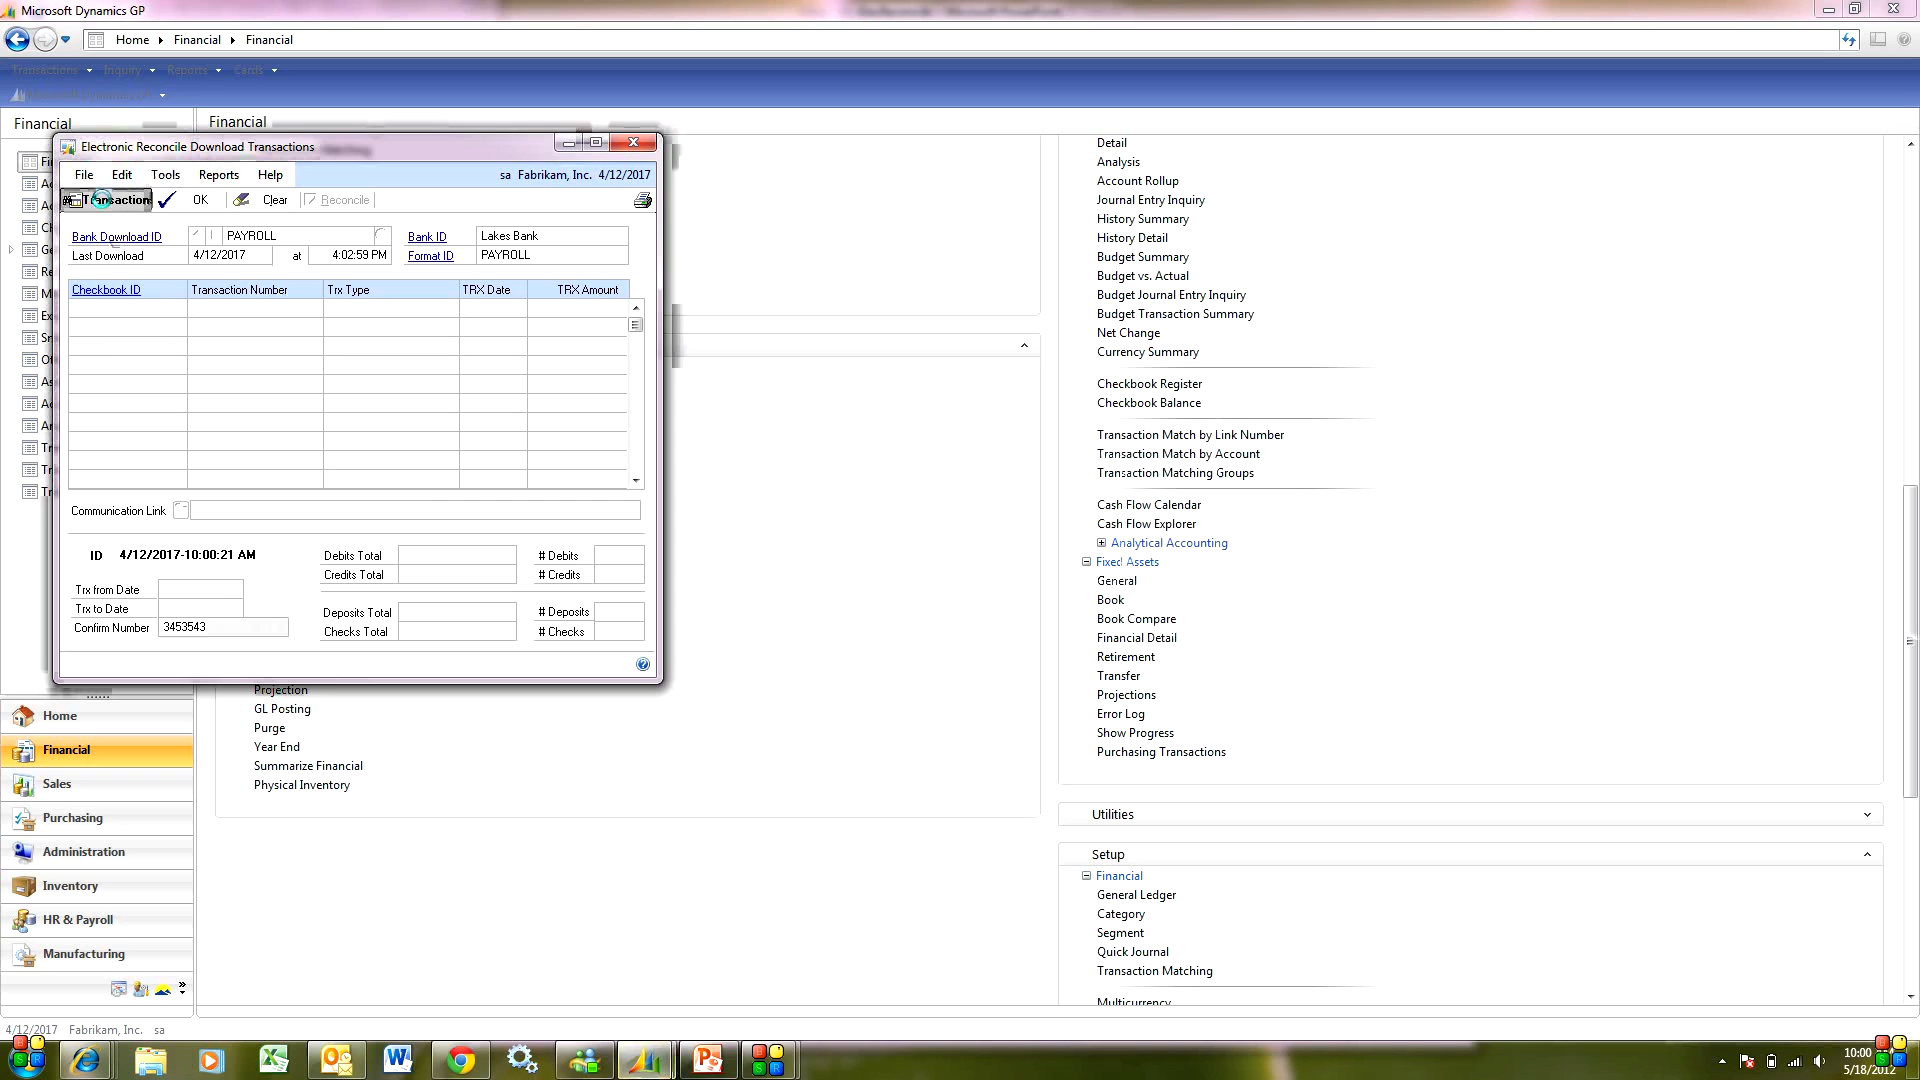 Microsoft Dynamics GP
Home Financial Financial
Transactions Inquiry Reports Cards
Microsoft Dynamics GP
Financial
Financial
Electronic Reconcile Download Transactions
File Edit Tools Reports Help
sa Fabrikam, Inc. 4/12/2017
Transaction OK Clear Reconcile
Bank Download ID PAYROLL Bank ID Lakes Bank
Last Download 4/12/2017 at 4:02:59 PM Format ID PAYROLL
Checkbook ID Transaction Number Trx Type TRX Date TRX Amount
Communication Link
ID 4/12/2017-10:00:21 AM
Trx from Date
Trx to Date
Confirm Number 3453543
Debits Total # Debits
Credits Total # Credits
Deposits Total # Deposits
Checks Total # Checks
Projection
GL Posting
Purge
Year End
Summarize Financial
Physical Inventory
Detail
Analysis
Account Rollup
Journal Entry Inquiry
History Summary
History Detail
Budget Summary
Budget vs. Actual
Budget Journal Entry Inquiry
Budget Transaction Summary
Net Change
Currency Summary
Checkbook Register
Checkbook Balance
Transaction Match by Link Number
Transaction Match by Account
Transaction Matching Groups
Cash Flow Calendar
Cash Flow Explorer
Analytical Accounting
Fixed Assets
General
Book
Book Compare
Financial Detail
Retirement
Transfer
Projections
Error Log
Show Progress
Purchasing Transactions
Utilities
Setup
Financial
General Ledger
Category
Segment
Quick Journal
Transaction Matching
Multicurrency
Home
Financial
Sales
Purchasing
Administration
Inventory
HR & Payroll
Manufacturing
4/12/2017 Fabrikam, Inc. sa
10:00
5/18/2012